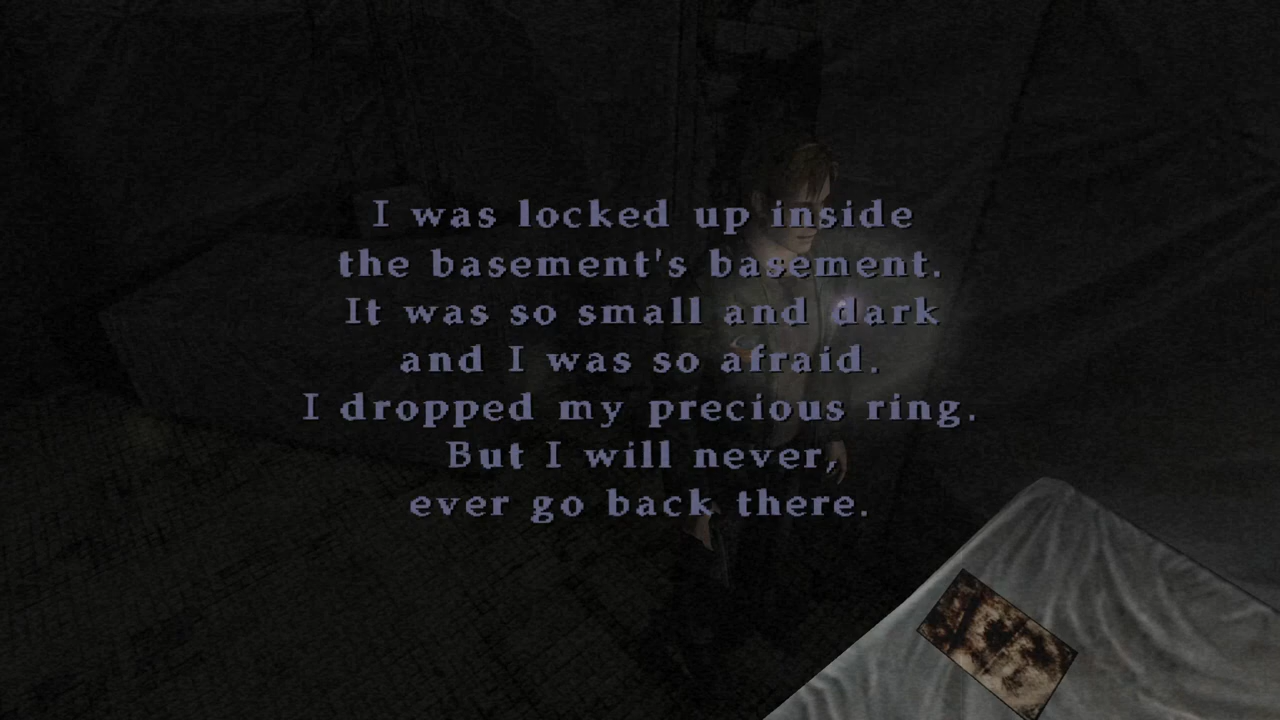 I was locked up inside
the basement's basement.
It was so small and dark
and I was so afraid.
I dropped my precious ring.
But I will never,
ever go back there.